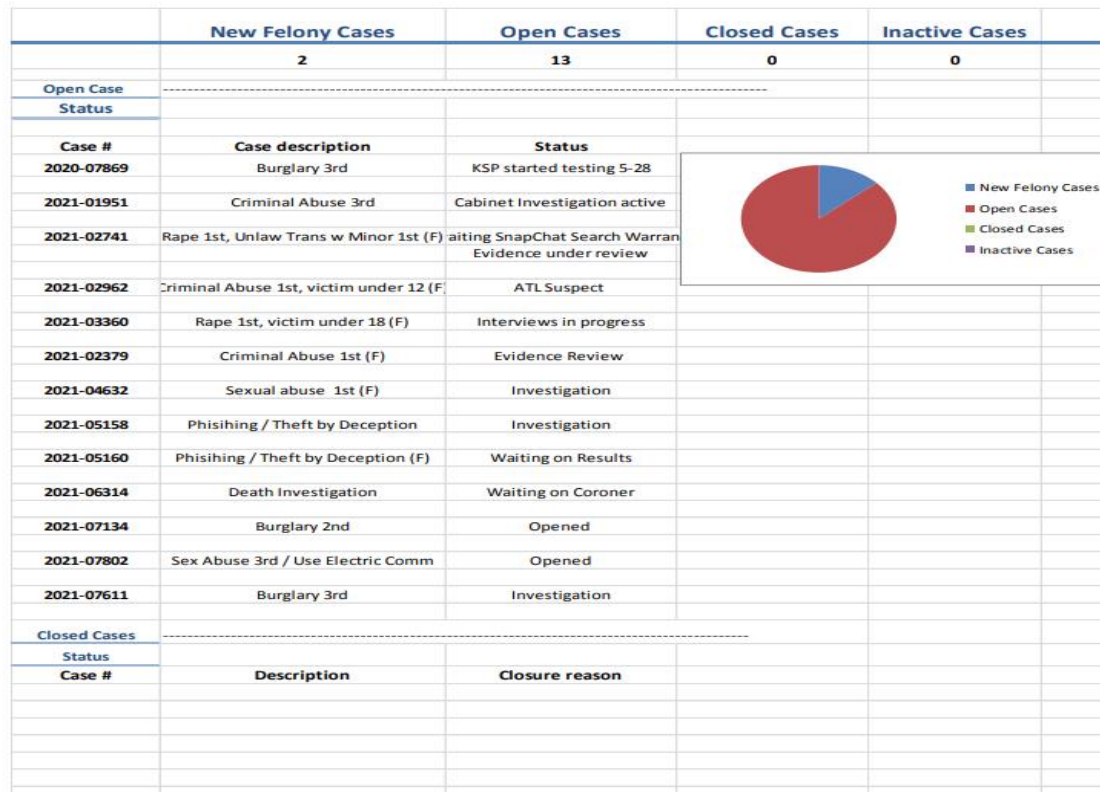 New Felony Cases Open Cases Closed Cases Inactive Cases
2 13 0 0
Open Case ----------------------------------------------------------------------------------------------------
Status
Case # Case description Status
2020-07869 Burglary 3rd KSP started testing 5-28
2021-01951 Criminal Abuse 3rd Cabinet Investigation active
2021-02741 Rape 1st, Unlaw Trans w Minor 1st (F) aiting SnapChat Search Warran
Evidence under review
2021-02962 Criminal Abuse 1st, victim under 12 (F ATL Suspect
2021-03360 Rape 1st, victim under 18 (F) Interviews in progress
2021-02379 Criminal Abuse 1st (F) Evidence Review
2021-04632 Sexual abuse 1st (F) Investigation
2021-05158 Phisihing / Theft by Deception Investigation
2021-05160 Phisihing / Theft by Deception (F) Waiting on Results
2021-06314 Death Investigation Waiting on Coroner
2021-07134 Burglary 2nd Opened
2021-07802 Sex Abuse 3rd / Use Electric Comm Opened
2021-07611 Burglary 3rd Investigation
New Felony Cases
Open Cases
Closed Cases
Inactive Cases
Closed Cases ----------------------------------------------------------------------------------------------------
Status
Case # Description Closure reason